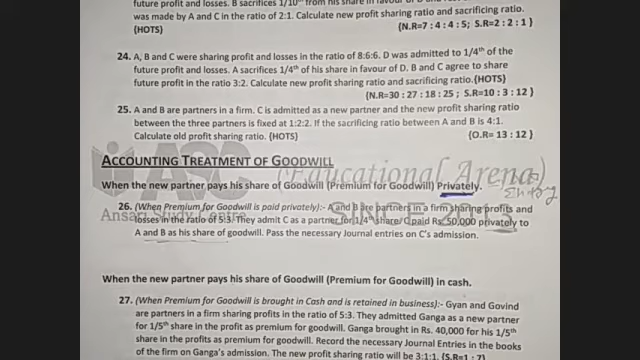 future profit and losses. B sacrifices 1/10th from his share in favour of
was made by A and C in the ratio of 2:1. Calculate new profit sharing ratio and sacrificing ratio.
{HOTS} {N.R=7 : 4 : 4 : 5; S.R=2 : 2 : 1}
24. A, B and C were sharing profit and losses in the ratio of 8:6:6. D was admitted to 1/4th of the
future profit and losses. A sacrifices 1/4th of his share in favour of D. B and C agree to share
future profit in the ratio 3:2. Calculate new profit sharing ratio and sacrificing ratio.{HOTS}
{N.R=30 : 27 : 18 : 25, S.R=10 : 3 : 12}
25. A and B are partners in a firm. C is admitted as a new partner and the new profit sharing ratio
between the three partners is fixed at 1:2:2. If the sacrificing ratio between A and B is 4:1.
Calculate old profit sharing ratio. {HOTS} {O.R= 13 : 12}
ASC
ACCOUNTING TREATMENT OF GOODWILL
(Educational Arena)
When the new partner pays his share of Goodwill (Premium for Goodwill) Privately.
26. (When Premium for Goodwill is paid privately):- A and B are partners in a firm sharing profits and
Ansari Study Centre
SINCE 2013
losses in the ratio of 5:3. They admit C as a partner for 1/4th share. C paid Rs. 50,000 privately to
A and B as his share of goodwill. Pass the necessary Journal entries on C's admission.
When the new partner pays his share of Goodwill (Premium for Goodwill) in cash.
27. (When Premium for Goodwill is brought in Cash and is retained in business):- Gyan and Govind
are partners in a firm sharing profits in the ratio of 5:3. They admitted Ganga as a new partner
for 1/5th share in the profit as premium for goodwill. Ganga brought in Rs. 40,000 for his 1/5th
share in the profits as premium for goodwill. Record the necessary Journal Entries in the books
of the firm on Ganga's admission. The new profit sharing ratio will be 3:1:1. {S.R=1 : 7}